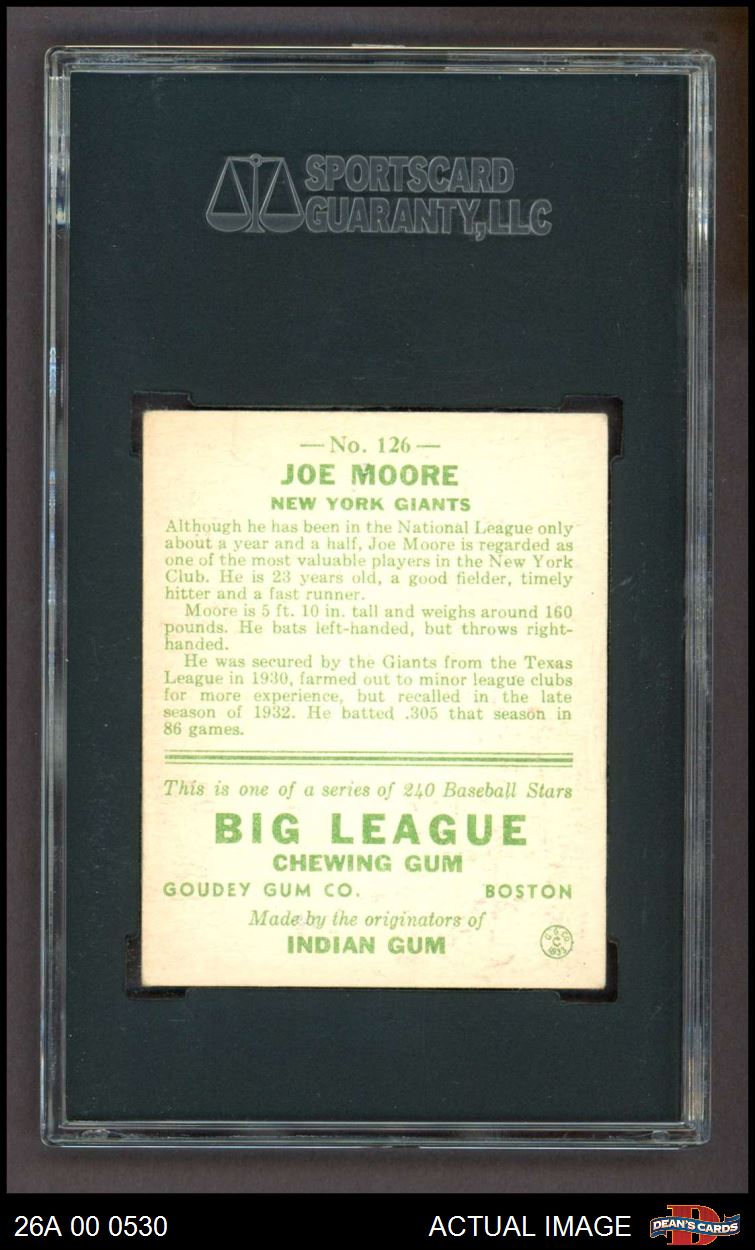 SPORTSCARD
GUARANTY, LLC
— No. 126 —
JOE MOORE
NEW YORK GIANTS
Although he has been in the National League only
about a year and a half, Joe Moore is regarded as
one of the most valuable players in the New York
Club. He is 23 years old, a good fielder, timely
hitter and a fast runner.
Moore is 5 ft. 10 in. tall and weighs around 160
pounds. He bats left-handed, but throws right-
handed.
He was secured by the Giants from the Texas
League in 1930, farmed out to minor league clubs
for more experience, but recalled in the late
season of 1932. He batted .305 that season in
86 games.
This is one of a series of 240 Baseball Stars
BIG LEAGUE
CHEWING GUM
GOUDEY GUM CO. BOSTON
Made by the originators of
INDIAN GUM
G. G. CO.
C
1933
26A 00 0530 ACTUAL IMAGE D DEAN'S CARDS